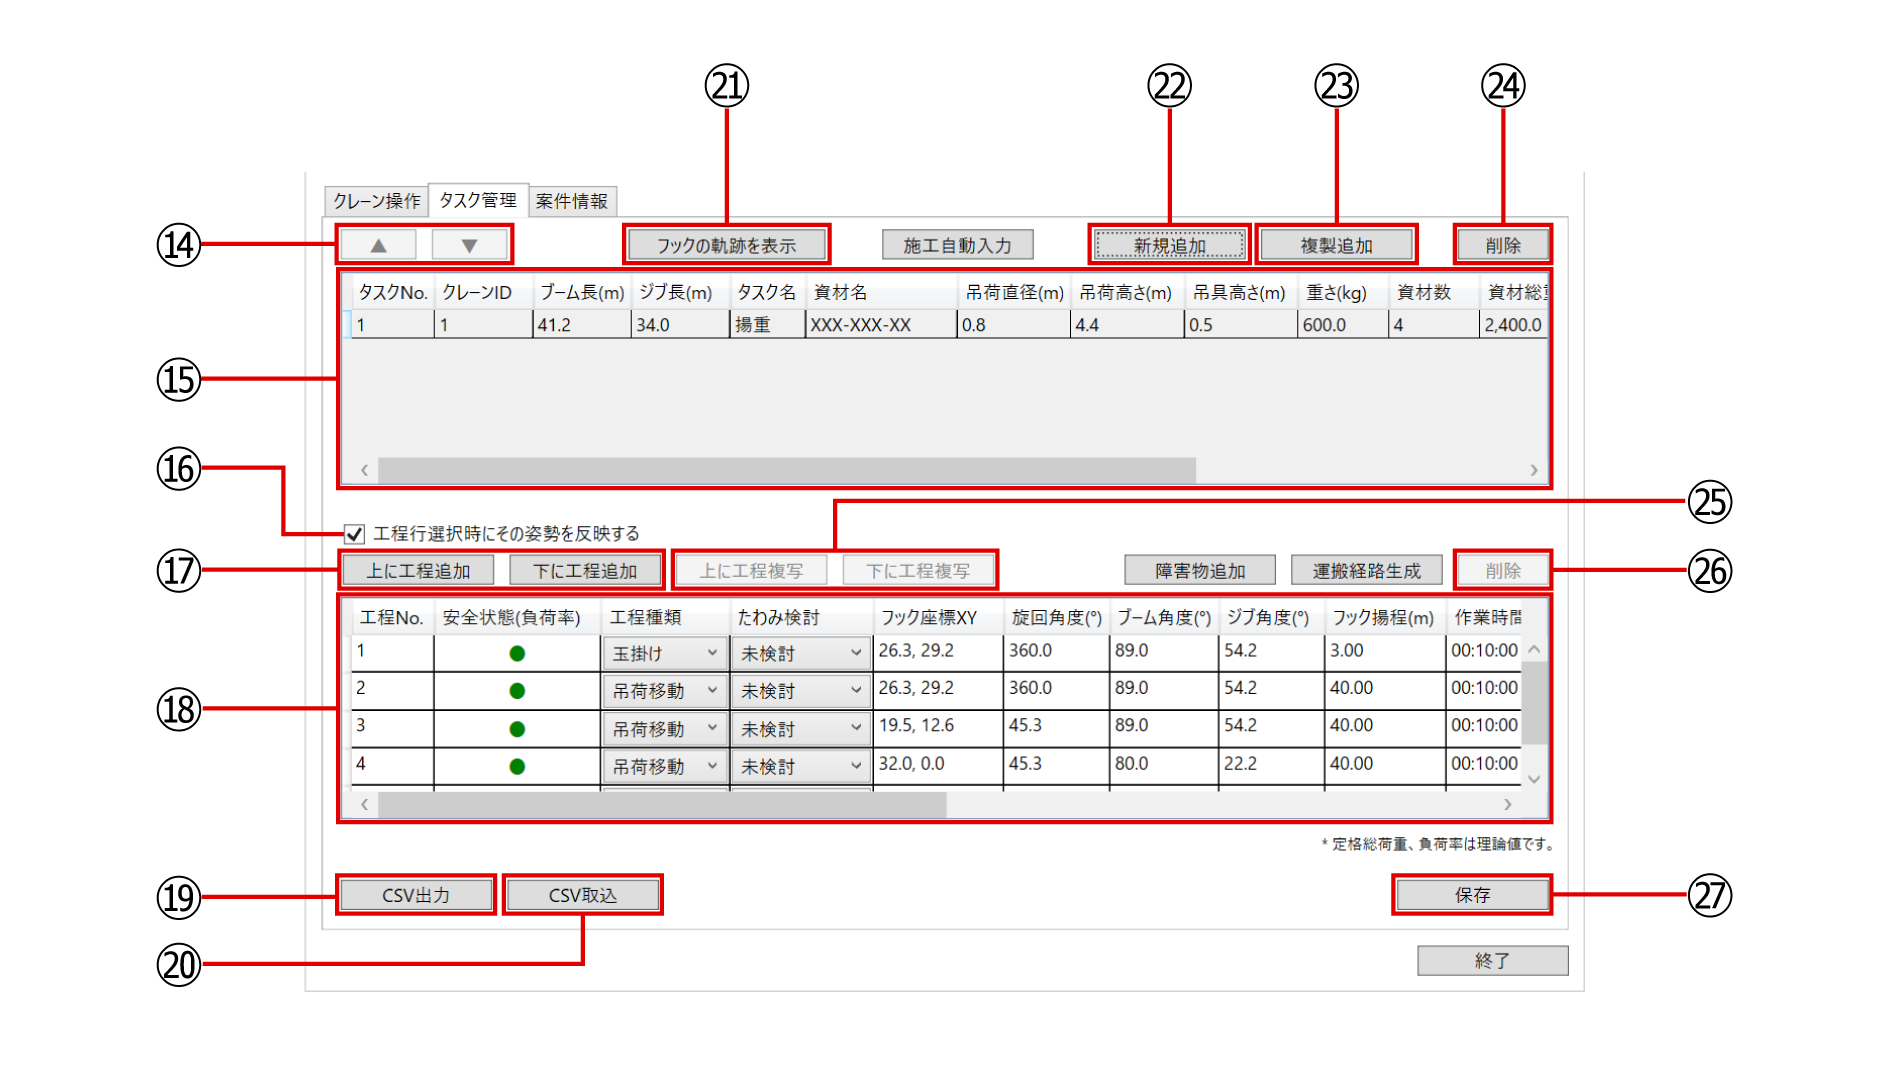 ㉑ ㉒ ㉓ ㉔
クレーン操作 タスク管理 案件情報
⑭ ▲ ▼ フックの軌跡を表示 施工自動入力 新規追加 複製追加 削除
タスクNo. クレーンID ブーム長(m) ジブ長(m) タスク名 資材名 吊荷直径(m) 吊荷高さ(m) 吊具高さ(m) 重さ(kg) 資材数 資材総
1 1 41.2 34.0 揚重 XXX-XXX-XX 0.8 4.4 0.5 600.0 4 2,400.0
⑮
⑯
㉕
工程行選択時にその姿勢を反映する
⑰ 上に工程追加 下に工程追加 上に工程複写 下に工程複写 障害物追加 運搬経路生成 削除 ㉖
工程No. 安全状態(負荷率) 工程種類 たわみ検討 フック座標XY 旋回角度(°) ブーム角度(°) ジブ角度(°) フック揚程(m) 作業時間
1 玉掛け 未検討 26.3, 29.2 360.0 89.0 54.2 3.00 00:10:00
2 吊荷移動 未検討 26.3, 29.2 360.0 89.0 54.2 40.00 00:10:00
⑱ 3 吊荷移動 未検討 19.5, 12.6 45.3 89.0 54.2 40.00 00:10:00
4 吊荷移動 未検討 32.0, 0.0 45.3 80.0 22.2 40.00 00:10:00
* 定格総荷重、負荷率は理論値です。
⑲ CSV出力 CSV取込 保存 ㉗
⑳ 終了